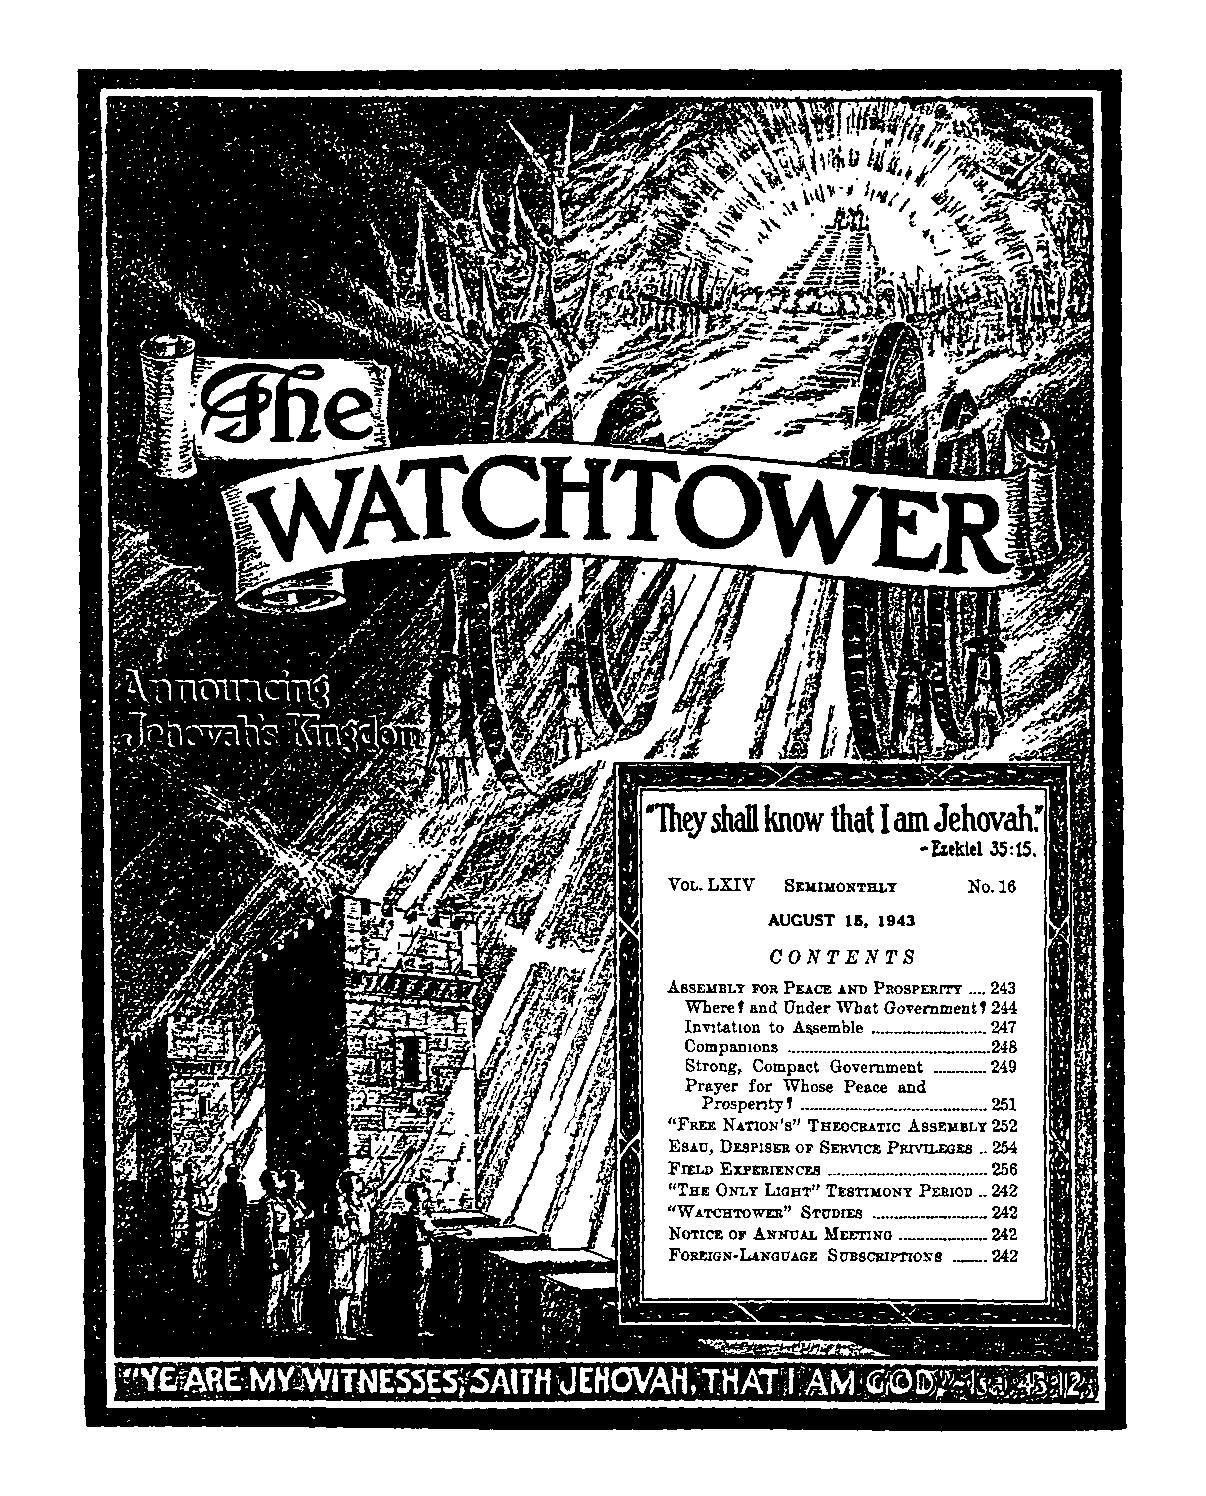 The
WATCHTOWER
Announcing
Jehovah's Kingdom
"They shall know that I am Jehovah."
-Ezekiel 35:15.
VOL. LXIV SEMIMONTHLY No. 16
AUGUST 15, 1943
CONTENTS
ASSEMBLY FOR PEACE AND PROSPERITY .... 243
Where? and Under What Government? 244
Invitation to Assemble .......................... 247
Companions .............................................. 248
Strong, Compact Government ............ 249
Prayer for Whose Peace and
Prosperity? .......................................... 251
"FREE NATION'S" THEOCRATIC ASSEMBLY 252
ESAU, DESPISER OF SERVICE PRIVILEGES .. 254
FIELD EXPERIENCES .................................... 256
"THE ONLY LIGHT" TESTIMONY PERIOD .. 242
"WATCHTOWER" STUDIES .......................... 242
NOTICE OF ANNUAL MEETING .................... 242
FOREIGN-LANGUAGE SUBSCRIPTIONS ........ 242
"YE ARE MY WITNESSES, SAITH JEHOVAH, THAT I AM GOD."-Isa. 43:12.